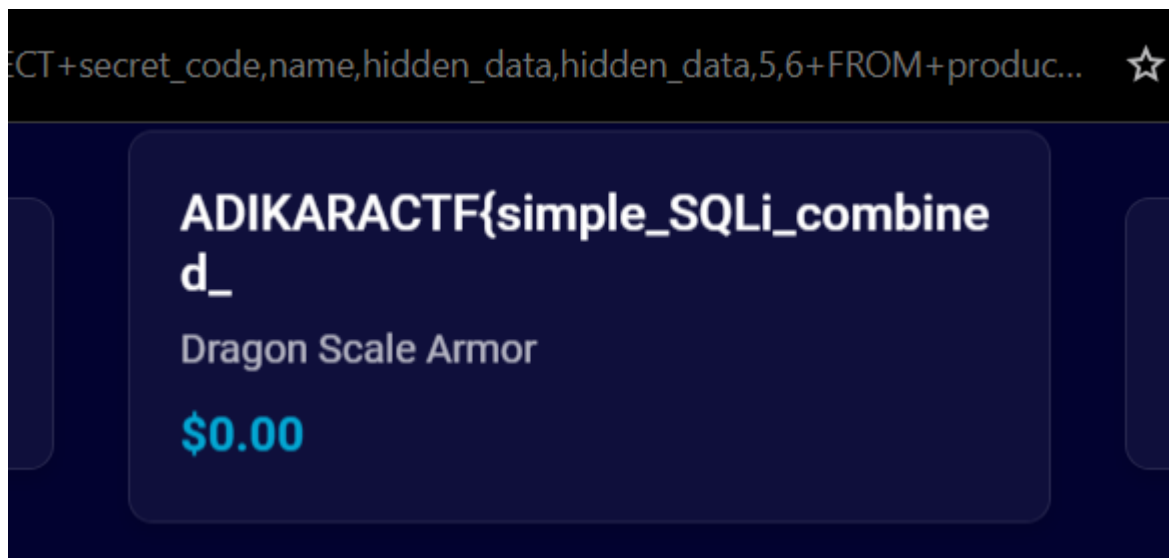 ECT+secret_code,name,hidden_data,hidden_data,5,6+FROM+produc...
ADIKARACTF{simple_SQLi_combine
d_
Dragon Scale Armor
$0.00